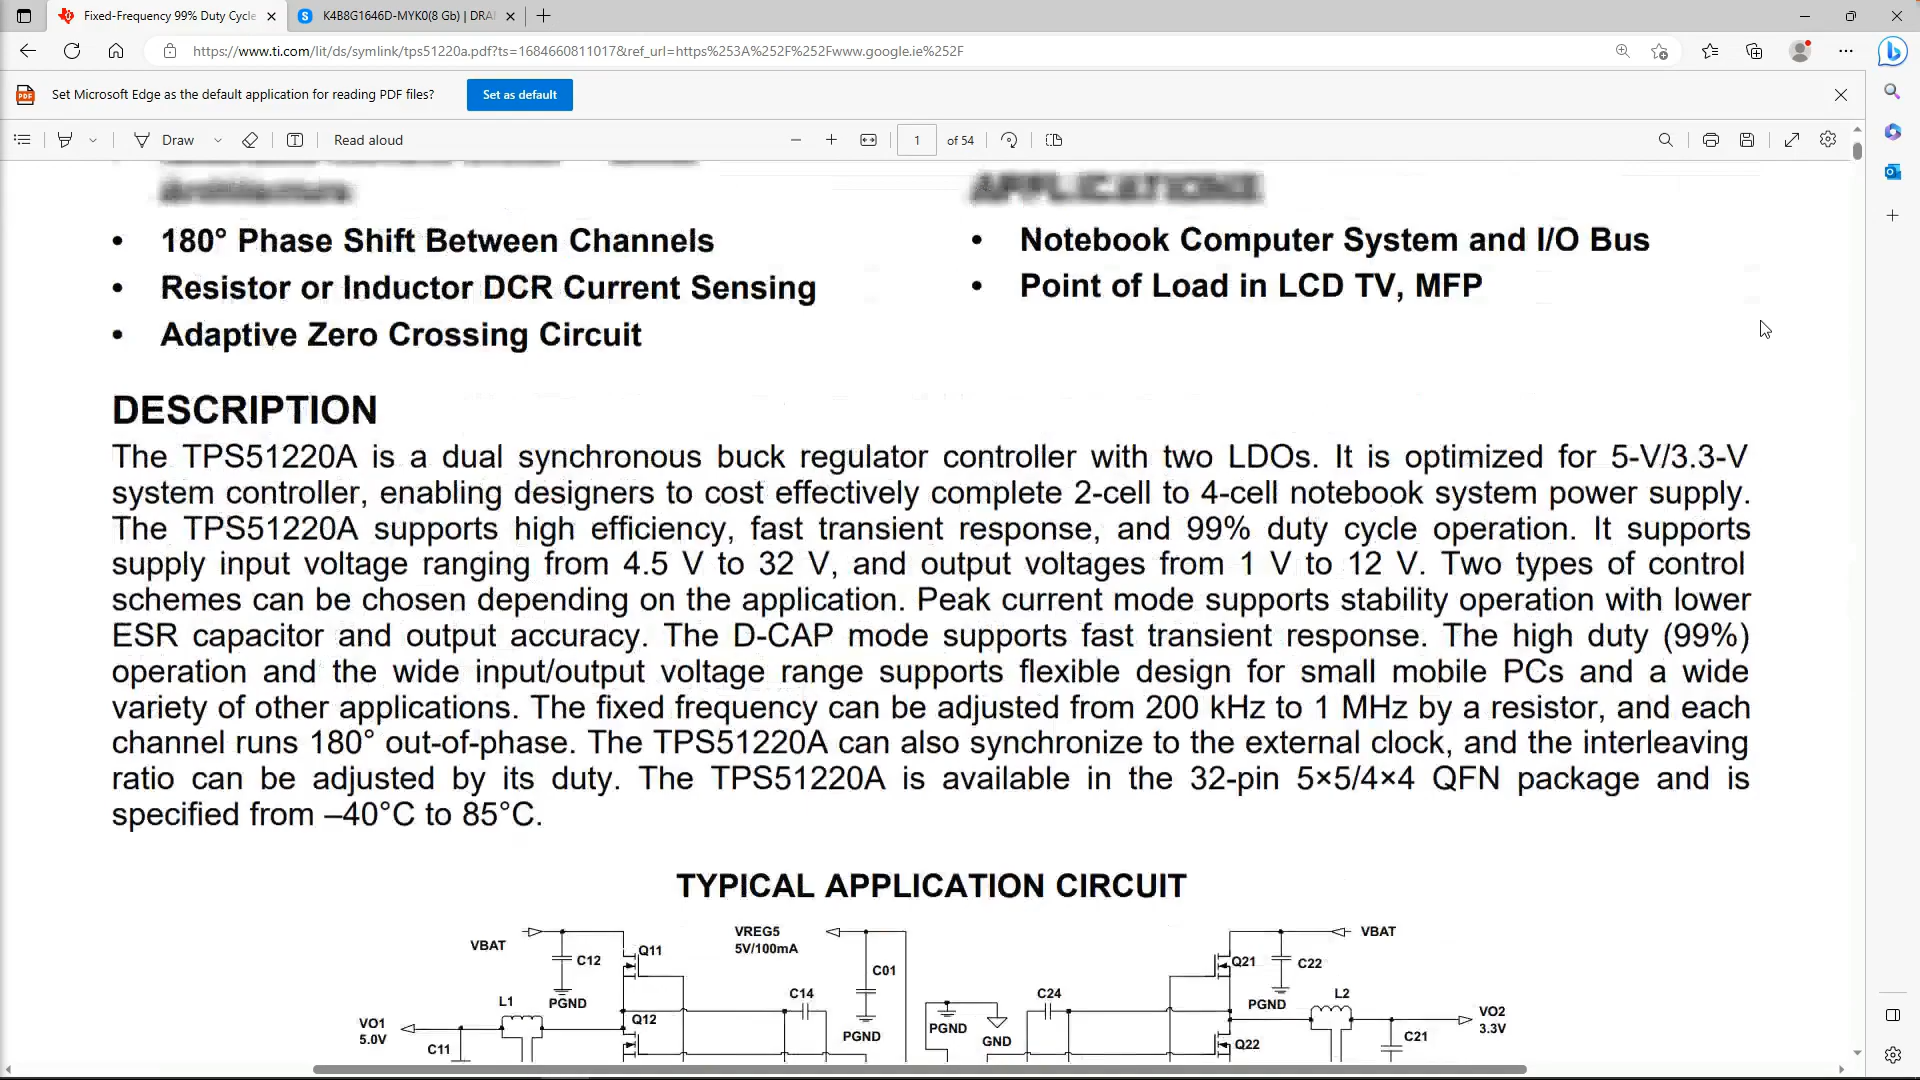 Fixed-Frequency 99% Duty Cycle
K4B8G1646D-MYK0(8 Gb) | DRA
https://www.ti.com/lit/ds/symlink/tps51220a.pdf?ts=1684660811017&ref_url=https%253A%252F%252Fwww.google.ie%252F
Set Microsoft Edge as the default application for reading PDF files?
Set as default
Draw
Read aloud
1
of 54
Architecture
APPLICATIONS
• 180° Phase Shift Between Channels
• Resistor or Inductor DCR Current Sensing
• Adaptive Zero Crossing Circuit
• Notebook Computer System and I/O Bus
• Point of Load in LCD TV, MFP
DESCRIPTION
The TPS51220A is a dual synchronous buck regulator controller with two LDOs. It is optimized for 5-V/3.3-V
system controller, enabling designers to cost effectively complete 2-cell to 4-cell notebook system power supply.
The TPS51220A supports high efficiency, fast transient response, and 99% duty cycle operation. It supports
supply input voltage ranging from 4.5 V to 32 V, and output voltages from 1 V to 12 V. Two types of control
schemes can be chosen depending on the application. Peak current mode supports stability operation with lower
ESR capacitor and output accuracy. The D-CAP mode supports fast transient response. The high duty (99%)
operation and the wide input/output voltage range supports flexible design for small mobile PCs and a wide
variety of other applications. The fixed frequency can be adjusted from 200 kHz to 1 MHz by a resistor, and each
channel runs 180° out-of-phase. The TPS51220A can also synchronize to the external clock, and the interleaving
ratio can be adjusted by its duty. The TPS51220A is available in the 32-pin 5×5/4×4 QFN package and is
specified from –40°C to 85°C.
TYPICAL APPLICATION CIRCUIT
VBAT
C12
PGND
Q11
VREG5
5V/100mA
C01
PGND
VBAT
Q21
C22
PGND
L1
VO1
5.0V
C11
Q12
C14
PGND
GND
C24
L2
VO2
3.3V
C21
Q22